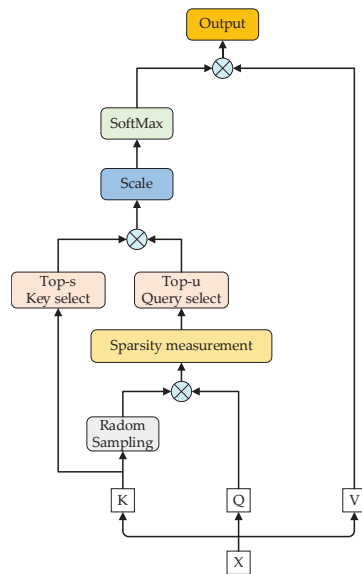 Output
SoftMax
Scale
Top-s
Key select
Top-u
Query select
Sparsity measurement
Radom
Sampling
K
Q
V
X